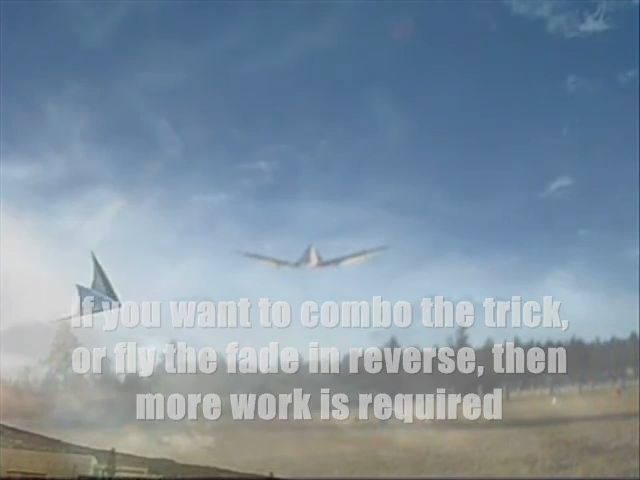 If you want to combo the trick,
or fly the fade in reverse, then
more work is required